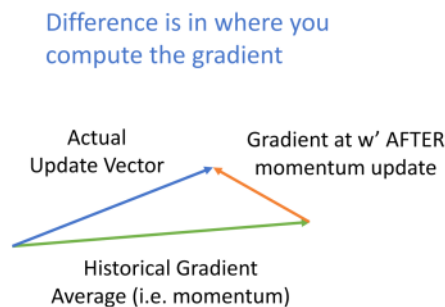 Difference is in where you
compute the gradient
Actual
Update Vector
Gradient at w' AFTER
momentum update
Historical Gradient
Average (i.e. momentum)